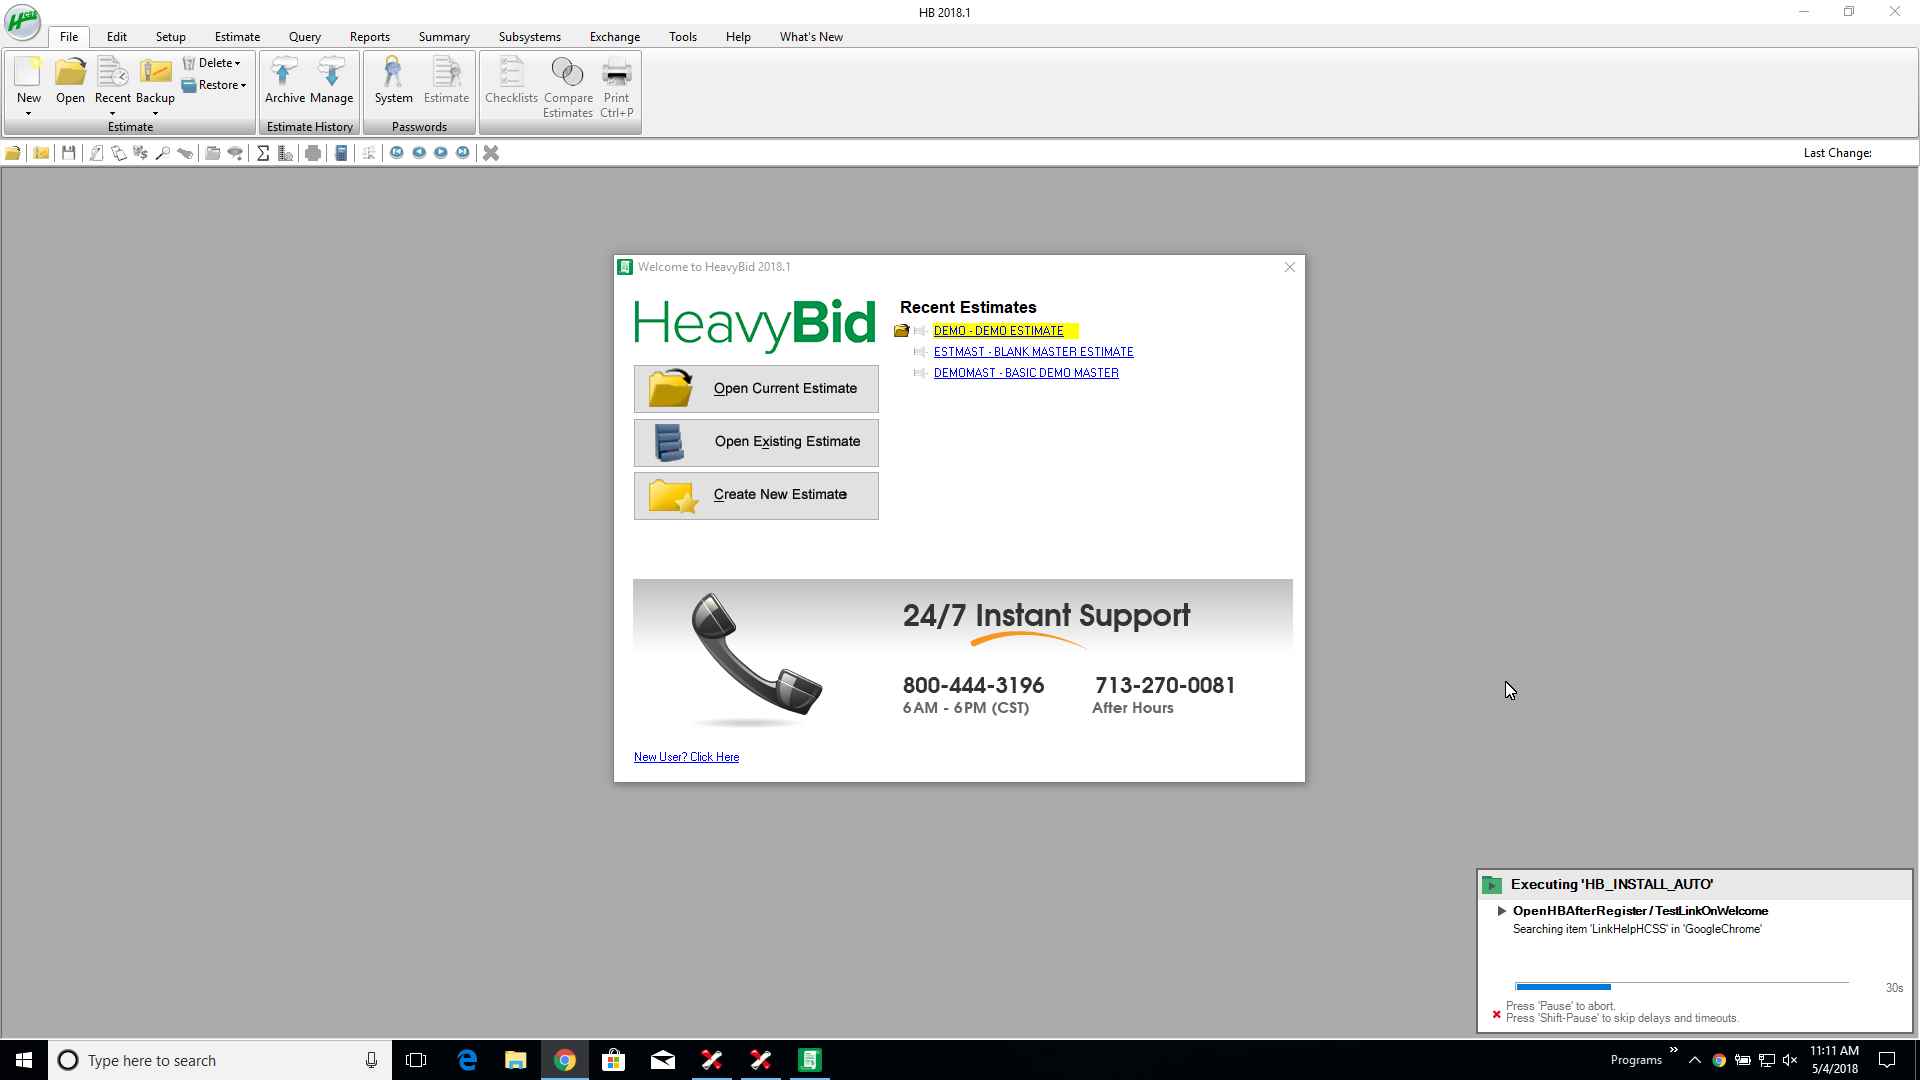 HB 2018.1
File Edit Setup Estimate Query Reports Summary Subsystems Exchange Tools Help What's New
New Open Recent Backup Delete Restore
Estimate
Archive Manage
Estimate History
System Estimate
Passwords
Checklists Compare Estimates Print Ctrl+P
Last Change:
Welcome to HeavyBid 2018.1
HeavyBid
Open Current Estimate
Open Existing Estimate
Create New Estimate
Recent Estimates
DEMO - DEMO ESTIMATE
ESTMAST - BLANK MASTER ESTIMATE
DEMOMAST - BASIC DEMO MASTER
24/7 Instant Support
800-444-3196 713-270-0081
6AM - 6PM (CST) After Hours
New User? Click Here
Executing 'HB_INSTALL_AUTO'
OpenHBAfterRegister / TestLinkOnWelcome
Searching item 'LinkHelpHCSS' in 'GoogleChrome'
30s
Press 'Pause' to abort.
Press 'Shift-Pause' to skip delays and timeouts.
Type here to search
Programs
11:11 AM
5/4/2018